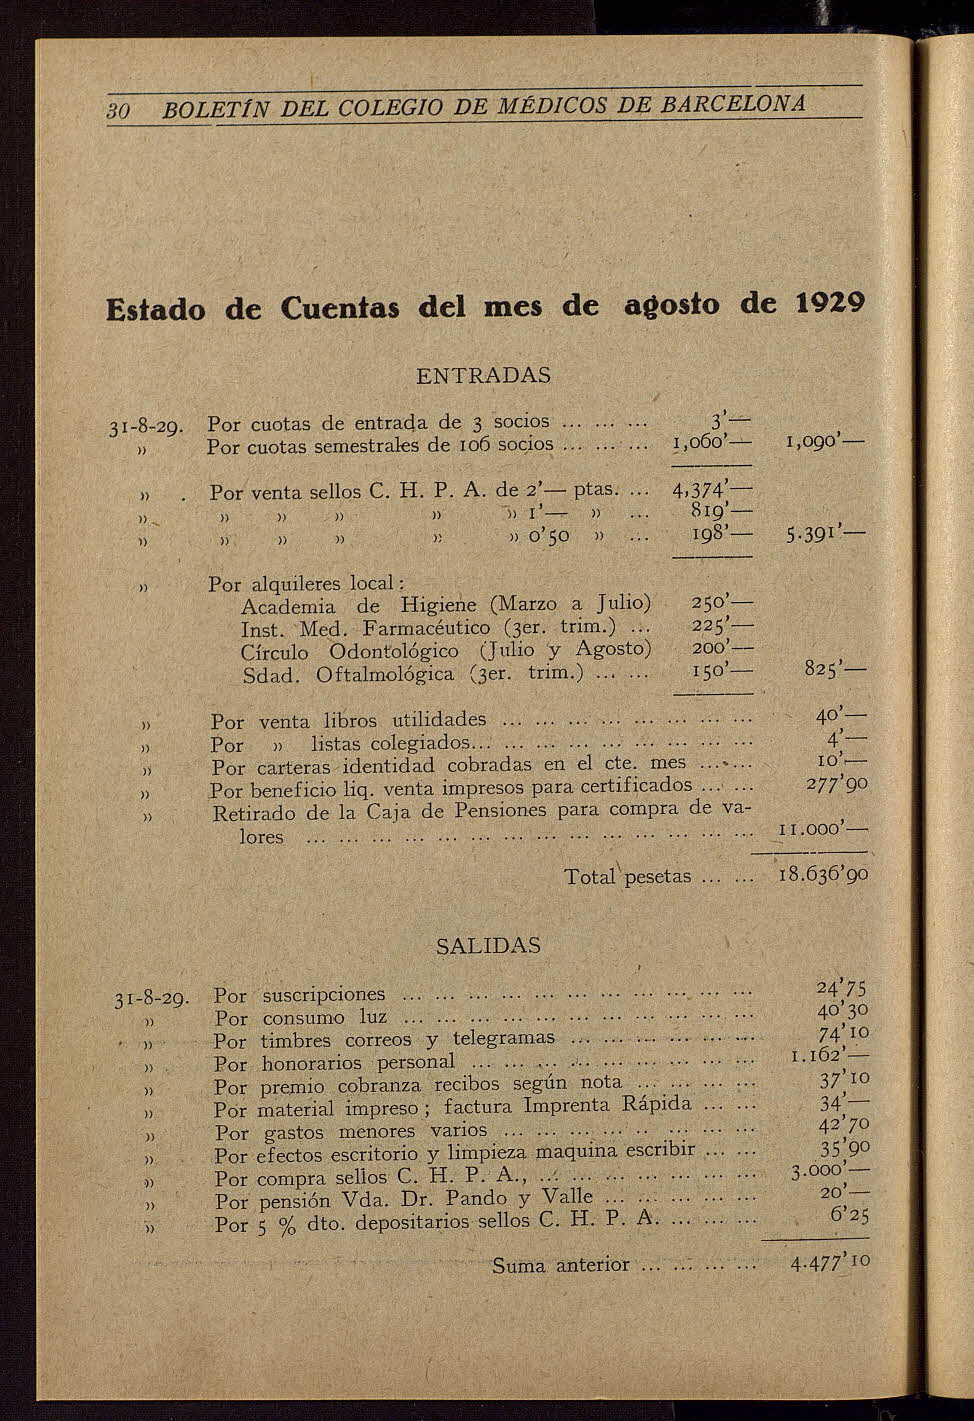 30 BOLETÍN DEL COLEGIO DE MÉDICOS DE BARCELONA
Estado de Cuentas del mes de agosto de 1929
ENTRADAS
31-8-29. Por cuotas de entrada de 3 socios ... ... ... 3'—
» Por cuotas semestrales de 106 socios ... ... ... 1,060'— 1,090'—
» . Por venta sellos C. H. P. A. de 2'— ptas. ... 4,374'—
» » » » » » 1'— » ... 819'—
» » » » » » 0'50 » ... 198'— 5.391'—
» Por alquileres local :
Academia de Higiene (Marzo a Julio) 250'—
Inst. Med. Farmacéutico (3er. trim.) ... 225'—
Círculo Odontológico (Julio y Agosto) 200'—
Sdad. Oftalmológica (3er. trim.) ... ... 150'— 825'—
» Por venta libros utilidades ... ... ... ... ... ... ... ... 40'—
» Por » listas colegiados... ... ... ... ... ... ... ... ... 4'—
» Por carteras identidad cobradas en el cte. mes ... ... 10'—
» Por beneficio liq. venta impresos para certificados ... ... 277'90
» Retirado de la Caja de Pensiones para compra de va-
lores ... ... ... ... ... ... ... ... ... ... ... ... ... ... 11.000'—
Total pesetas ... ... 18.636'90
SALIDAS
31-8-29. Por suscripciones ... ... ... ... ... ... ... ... ... ... ... 24'75
» Por consumo luz ... ... ... ... ... ... ... ... ... ... ... 40'30
» Por timbres correos y telegramas ... ... ... ... ... ... 74'10
» Por honorarios personal ... ... ... ... ... ... ... ... ... 1.162'—
» Por premio cobranza recibos según nota ... ... ... ... 37'10
» Por material impreso ; factura Imprenta Rápida ... ... 34'—
» Por gastos menores varios ... ... ... ... ... ... ... ... 42'70
» Por efectos escritorio y limpieza maquina escribir ... ... 35'90
» Por compra sellos C. H. P. A., ... ... ... ... ... ... ... 3.000'—
» Por pensión Vda. Dr. Pando y Valle ... ... ... ... ... 20'—
» Por 5 % dto. depositarios sellos C. H. P. A. ... ... ... 6'25
Suma anterior ... ... ... ... 4.477'10